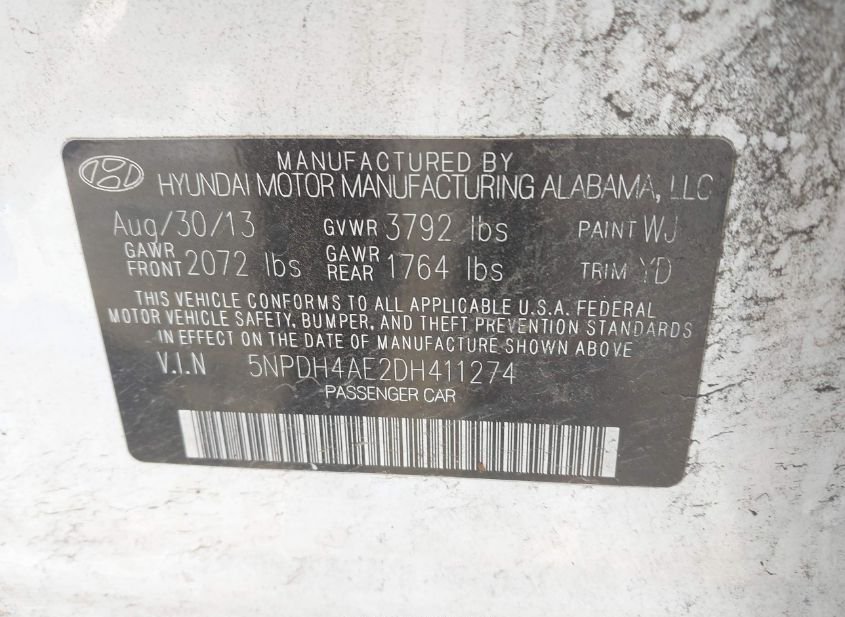 MANUFACTURED BY
HYUNDAI MOTOR MANUFACTURING ALABAMA, LLC
Aug/30/13 GVWR 3792 lbs PAINT WJ
GAWR FRONT 2072 lbs GAWR REAR 1764 lbs TRIM YD
THIS VEHICLE CONFORMS TO ALL APPLICABLE U.S.A. FEDERAL
MOTOR VEHICLE SAFETY, BUMPER, AND THEFT PREVENTION STANDARDS
IN EFFECT ON THE DATE OF MANUFACTURE SHOWN ABOVE
V.I.N 5NPDH4AE2DH411274
PASSENGER CAR